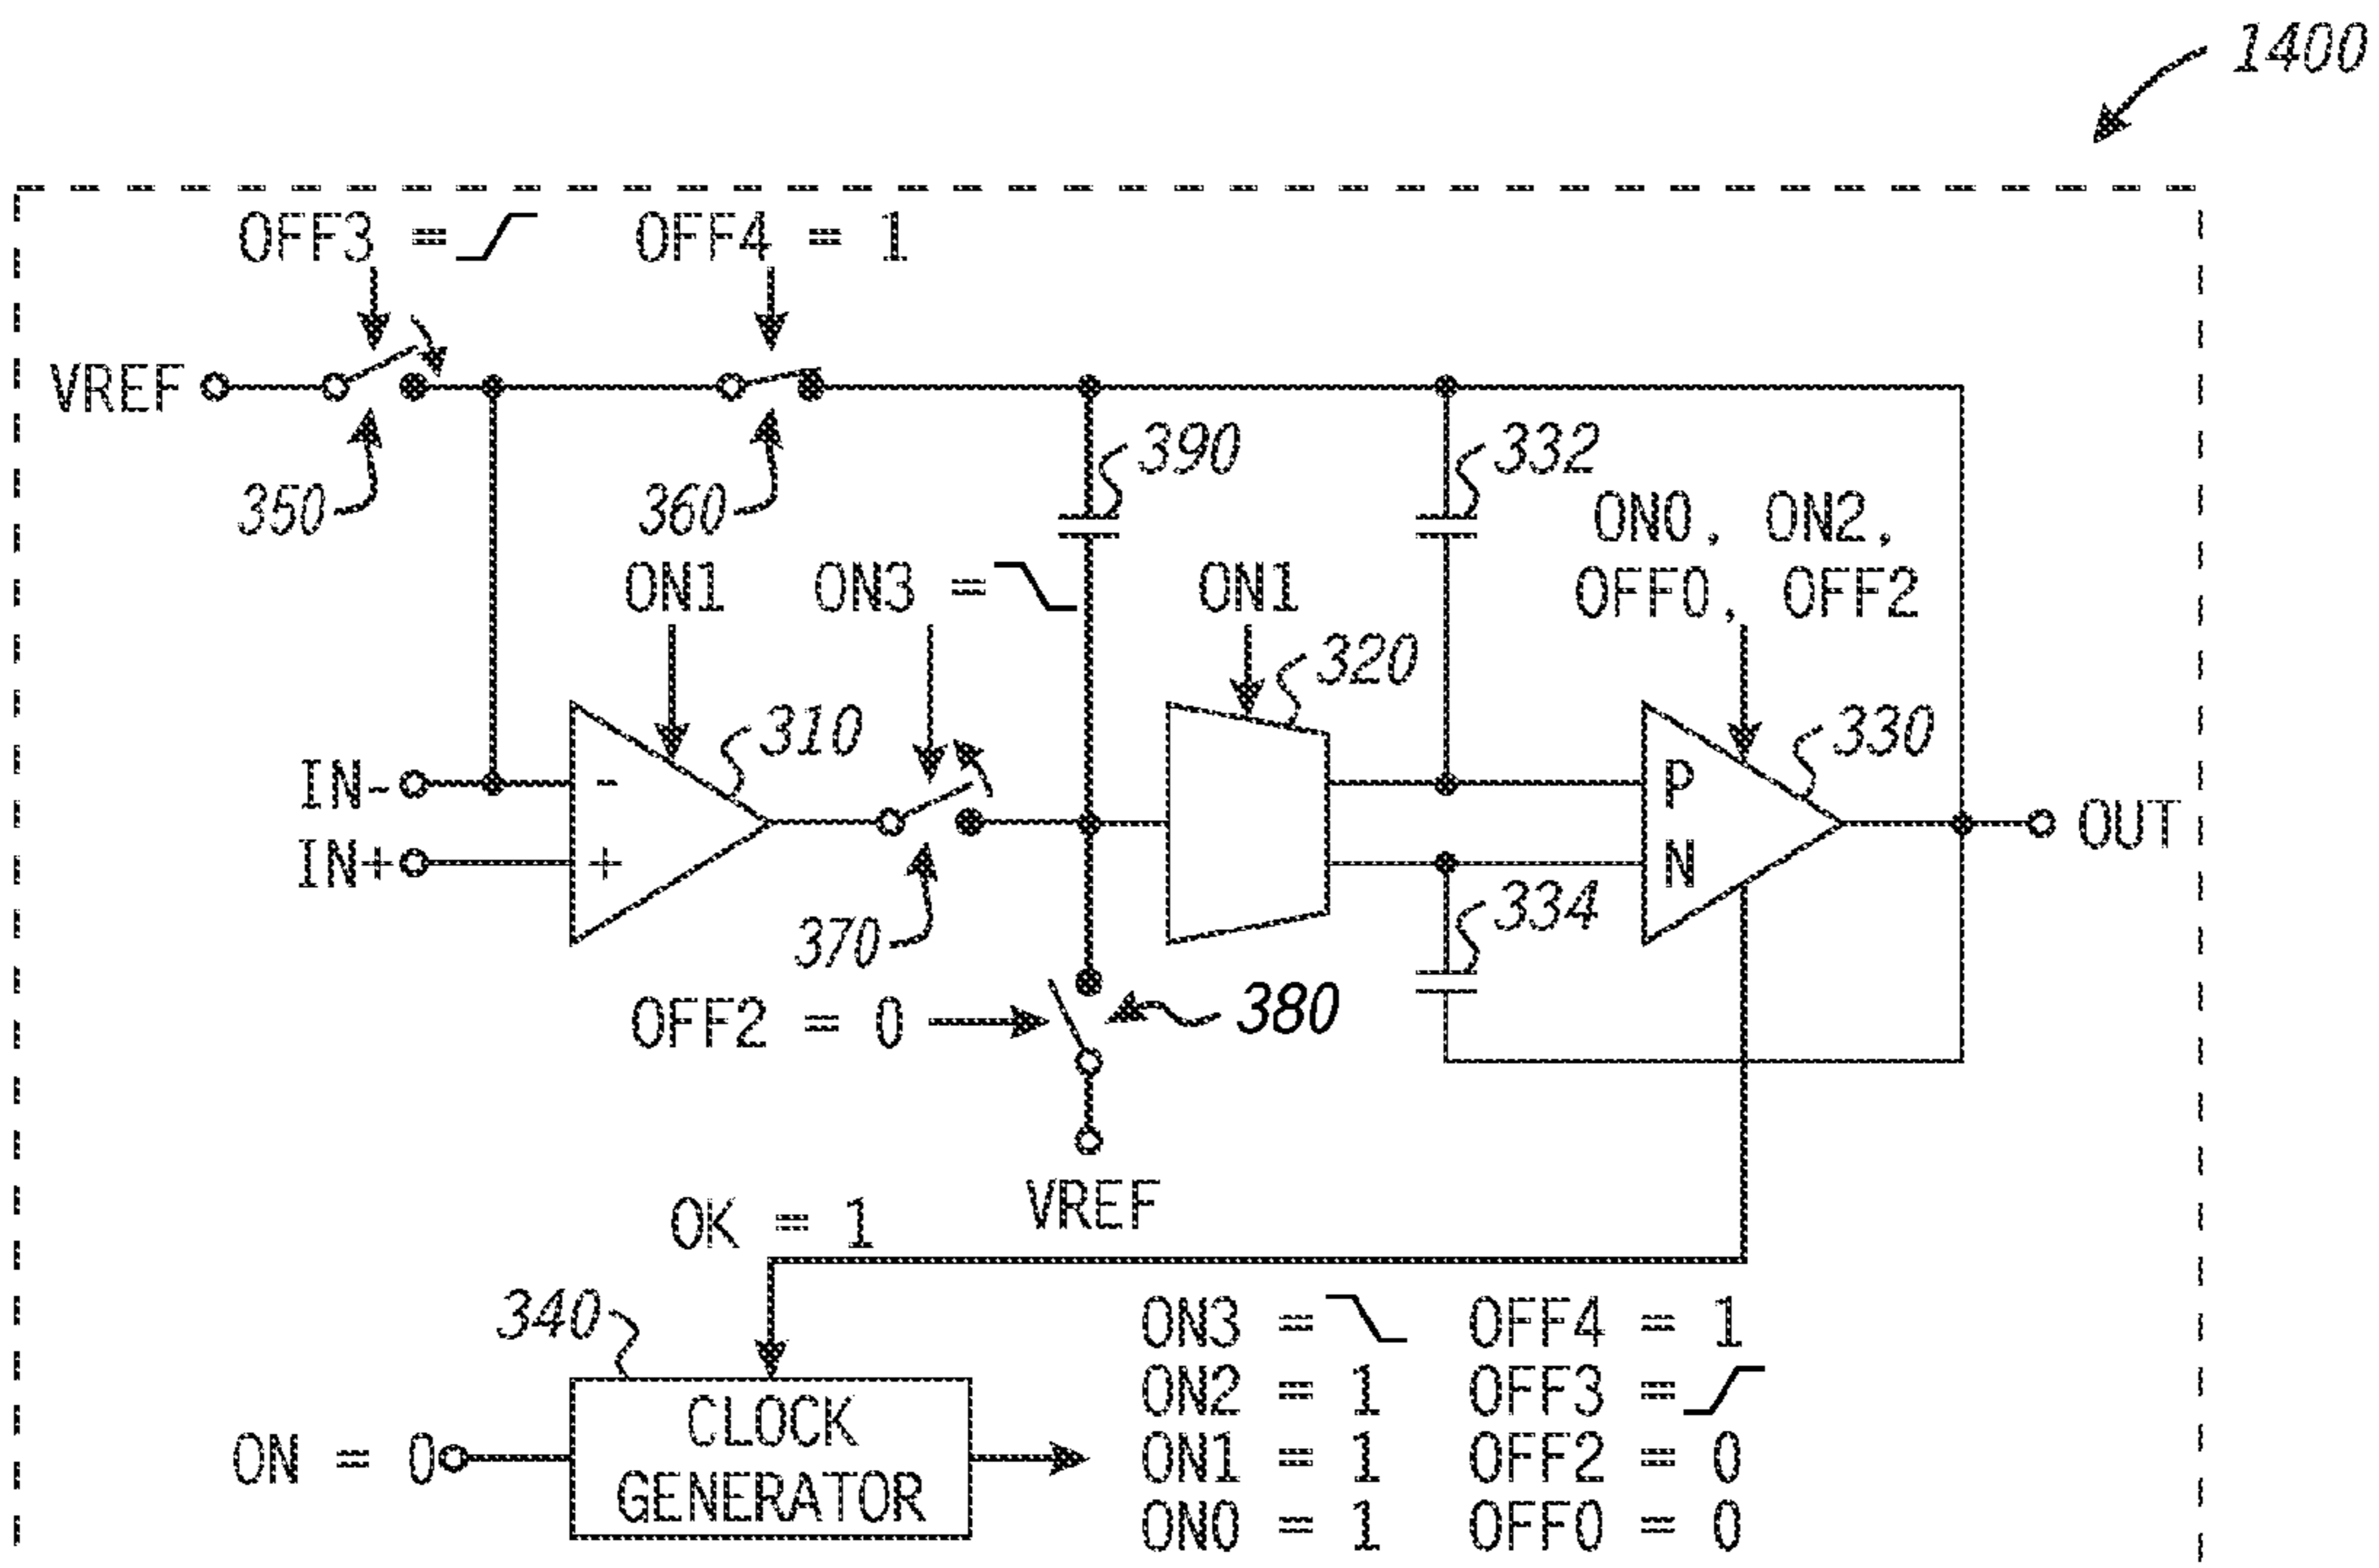 1400
OFF3 = OFF4 = 1
VREF
350 360 390 332
ON0, ON2,
OFF0, OFF2
ON1 ON3 = ON1
320
310 330
IN- - P
IN+ + N OUT
370 334
OFF2 = 0 380
VREF
OK = 1
340
CLOCK
GENERATOR
ON = 0
ON3 = OFF4 = 1
ON2 = 1 OFF3 =
ON1 = 1 OFF2 = 0
ON0 = 1 OFF0 = 0